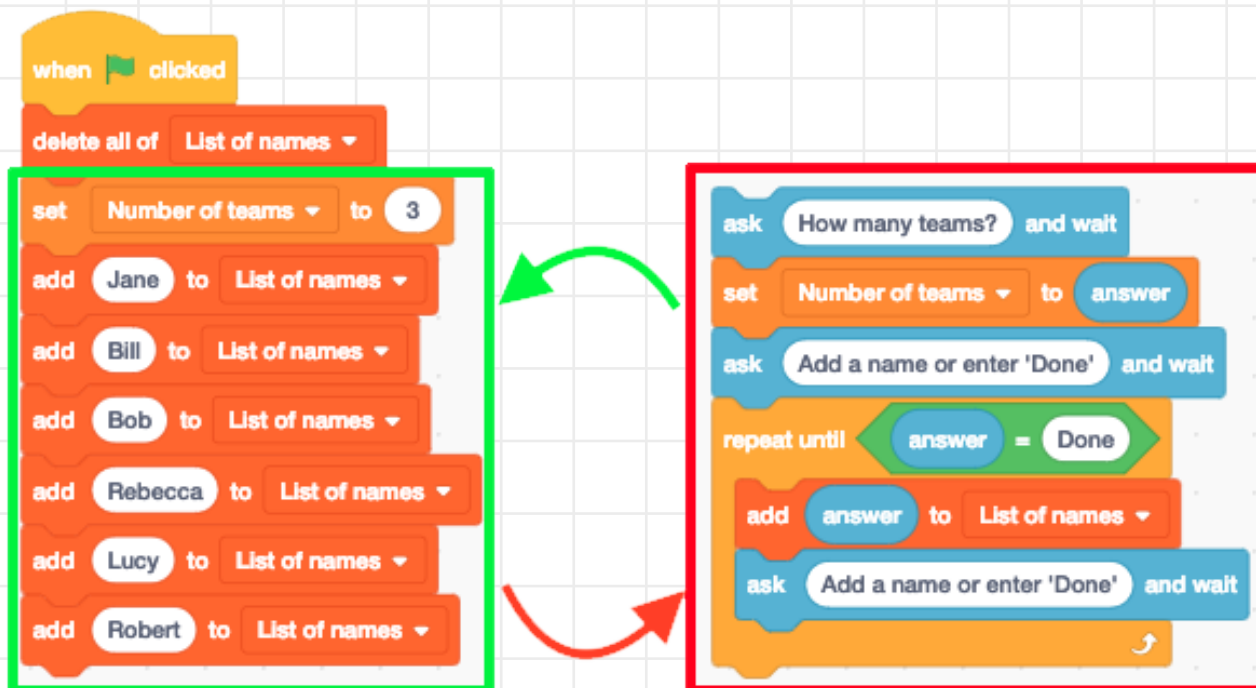 when clicked
delete all of List of names
set Number of teams to 3
add Jane to List of names
add Bill to List of names
add Bob to List of names
add Rebecca to List of names
add Lucy to List of names
add Robert to List of names
ask How many teams? and wait
set Number of teams to answer
ask Add a name or enter 'Done' and wait
repeat until answer = Done
add answer to List of names
ask Add a name or enter 'Done' and wait